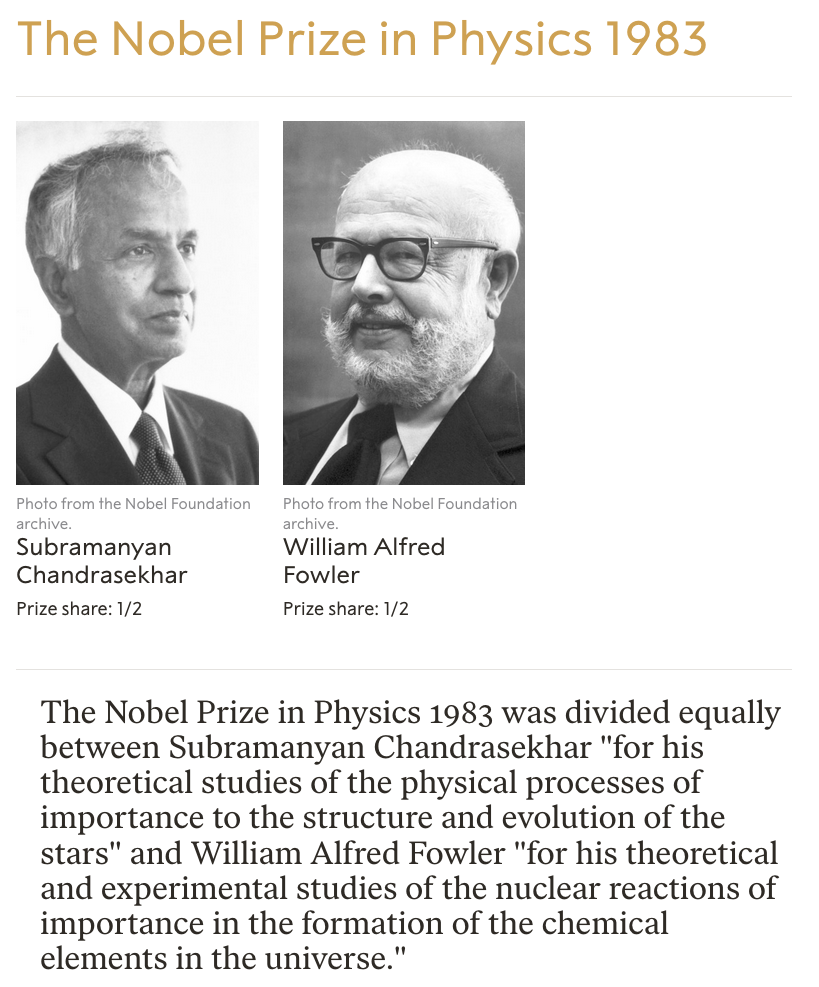 The Nobel Prize in Physics 1983
Photo from the Nobel Foundation
archive.
Subramanyan
Chandrasekhar
Prize share: 1/2
Photo from the Nobel Foundation
archive.
William Alfred
Fowler
Prize share: 1/2
The Nobel Prize in Physics 1983 was divided equally
between Subramanyan Chandrasekhar "for his
theoretical studies of the physical processes of
importance to the structure and evolution of the
stars" and William Alfred Fowler "for his theoretical
and experimental studies of the nuclear reactions of
importance in the formation of the chemical
elements in the universe."